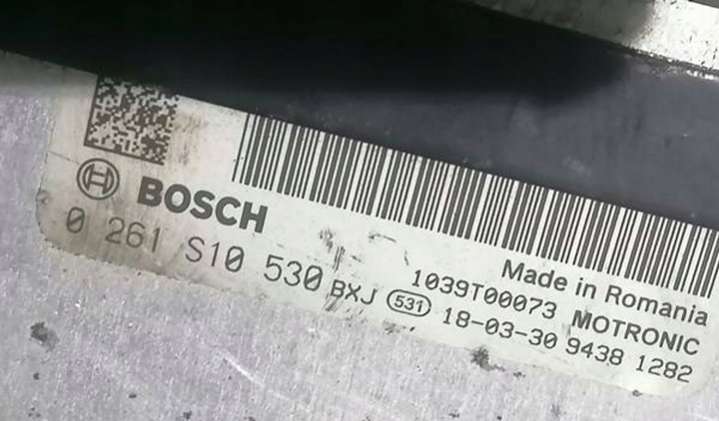 BOSCH
Made in Romania
0 261 S10 530 BXJ 1039T00073 MOTRONIC
531 18-03-30 9438 1282